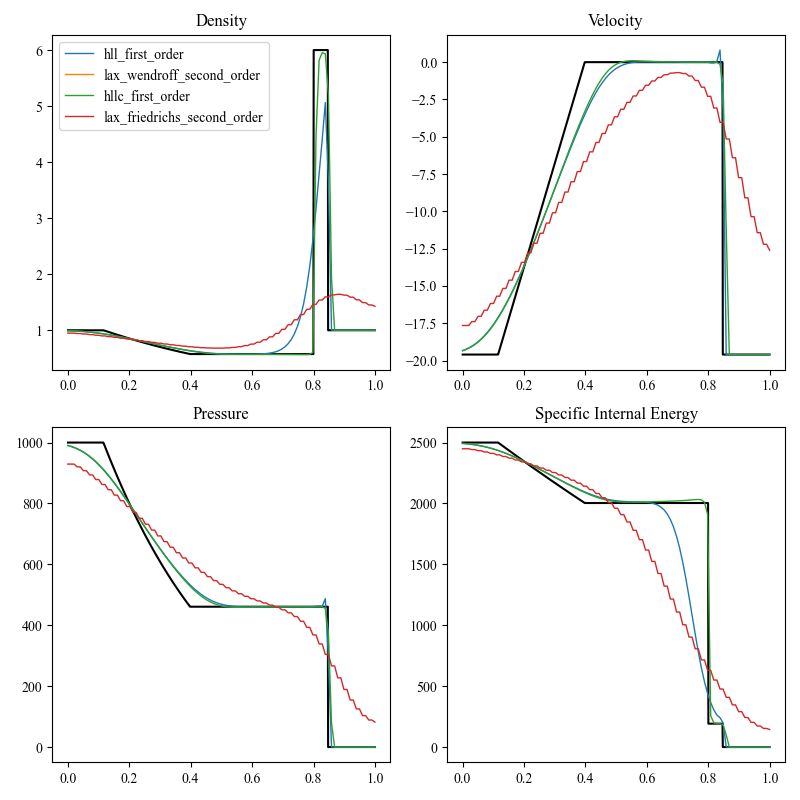 Density
6
5
4
3
2
1
0.0 0.2 0.4 0.6 0.8 1.0
hll_first_order
lax_wendroff_second_order
hllc_first_order
lax_friedrichs_second_order
Velocity
0.0
−2.5
−5.0
−7.5
−10.0
−12.5
−15.0
−17.5
−20.0
0.0 0.2 0.4 0.6 0.8 1.0
Pressure
1000
800
600
400
200
0
0.0 0.2 0.4 0.6 0.8 1.0
Specific Internal Energy
2500
2000
1500
1000
500
0
0.0 0.2 0.4 0.6 0.8 1.0